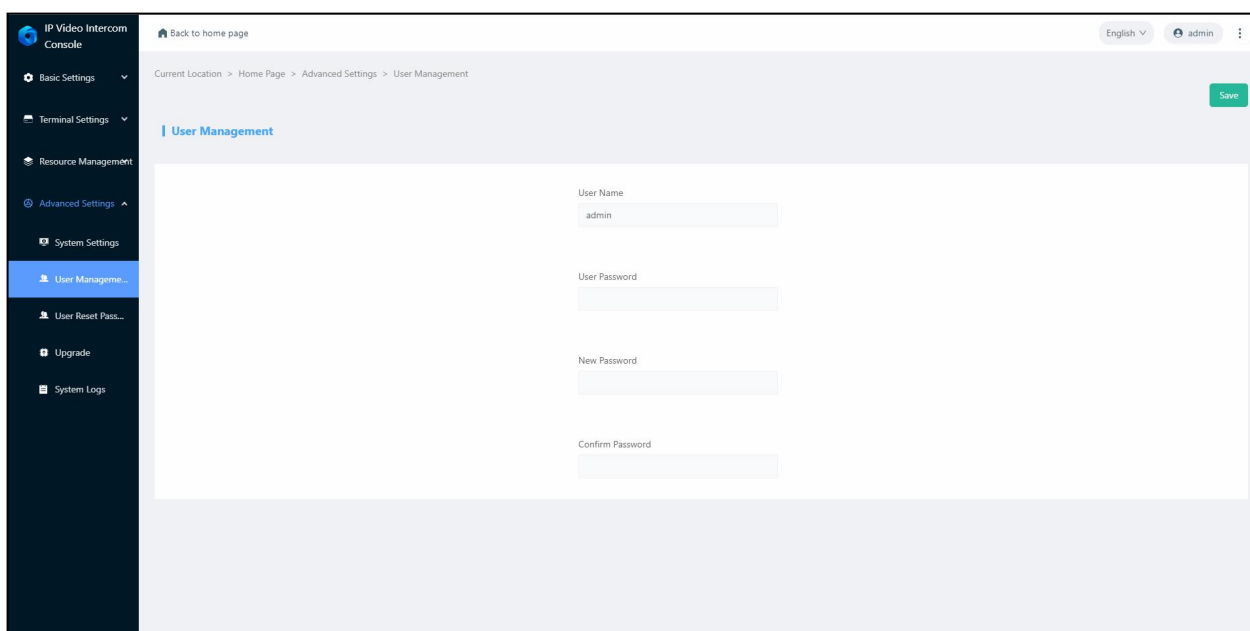 IP Video Intercom
Console
Back to home page
English
admin
Basic Settings
Current Location > Home Page > Advanced Settings > User Management
Save
Terminal Settings
User Management
Resource Management
Advanced Settings
User Name
admin
System Settings
User Manageme...
User Password
User Reset Pass...
Upgrade
New Password
System Logs
Confirm Password